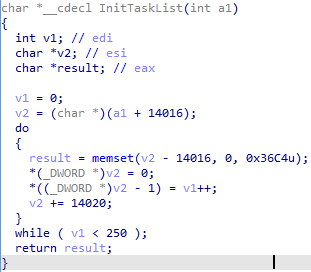 char *__cdecl InitTaskList(int a1)
{
  int v1; // edi
  char *v2; // esi
  char *result; // eax

  v1 = 0;
  v2 = (char *)(a1 + 14016);
  do
  {
    result = memset(v2 - 14016, 0, 0x36C4u);
    *(_DWORD *)v2 = 0;
    *((_DWORD *)v2 - 1) = v1++;
    v2 += 14020;
  }
  while ( v1 < 250 );
  return result;
}